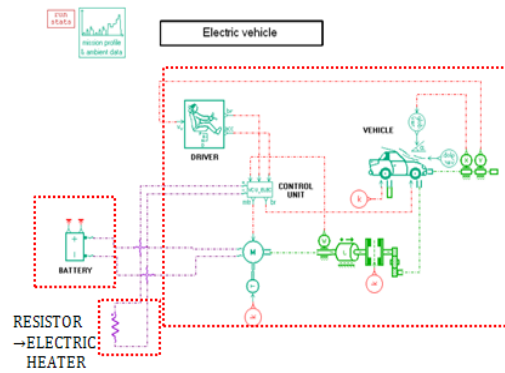 run
stats
mission profile
& ambient data
Electric vehicle
DRIVER
VEHICLE
CONTROL
UNIT
BATTERY
M
k
RESISTOR
→ELECTRIC
HEATER